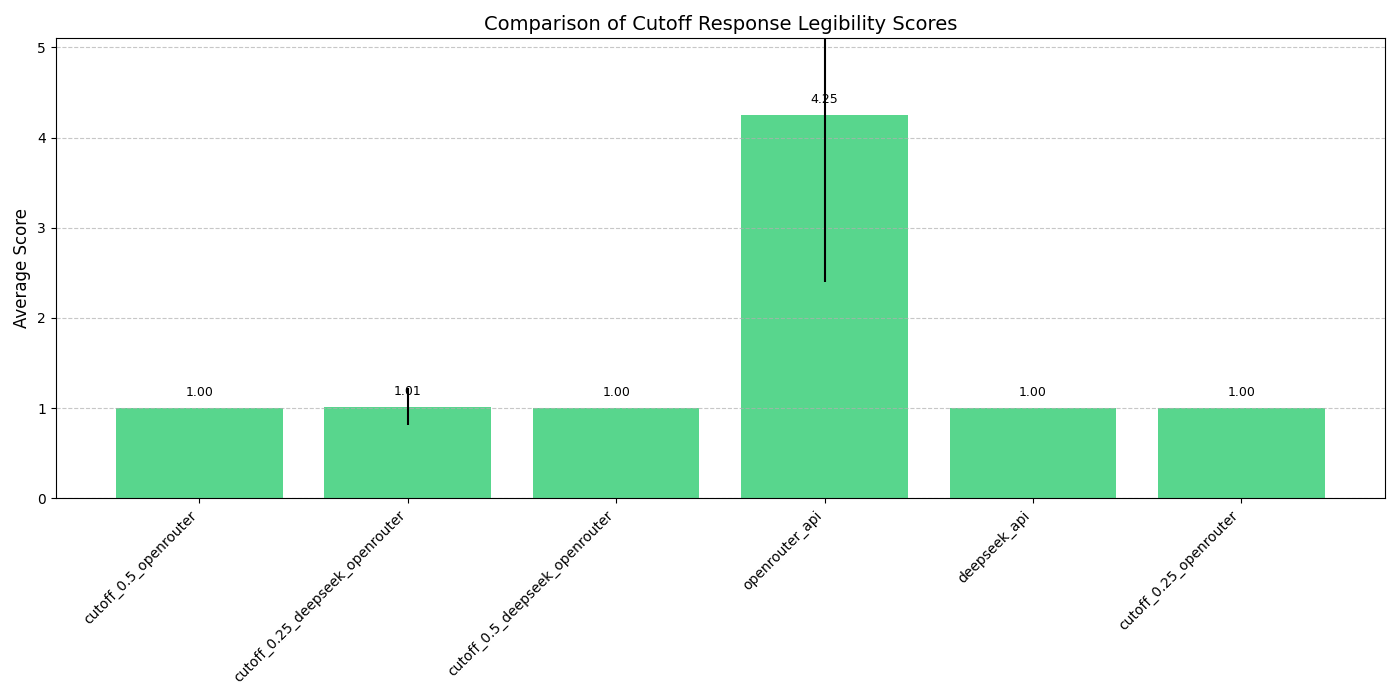 Comparison of Cutoff Response Legibility Scores
Average Score
5
4
3
2
1
0
1.00
1.01
1.00
4.25
1.00
1.00
cutoff_0.5_openrouter
cutoff_0.25_deepseek_openrouter
cutoff_0.5_deepseek_openrouter
openrouter_api
deepseek_api
cutoff_0.25_openrouter